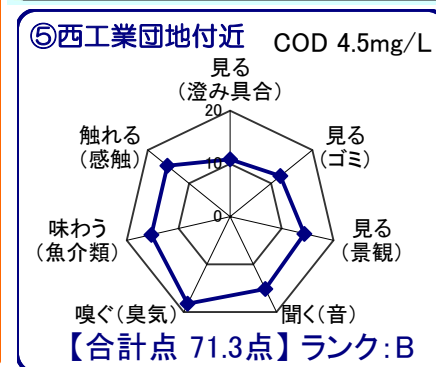 ⑤西工業団地付近 COD 4.5mg/L
見る
(澄み具合)
20
触れる
(感触)
見る
(ゴミ)
10
味わう
(魚介類)
0
見る
(景観)
嗅ぐ(臭気)
聞く(音)
【合計点 71.3点】ランク:B